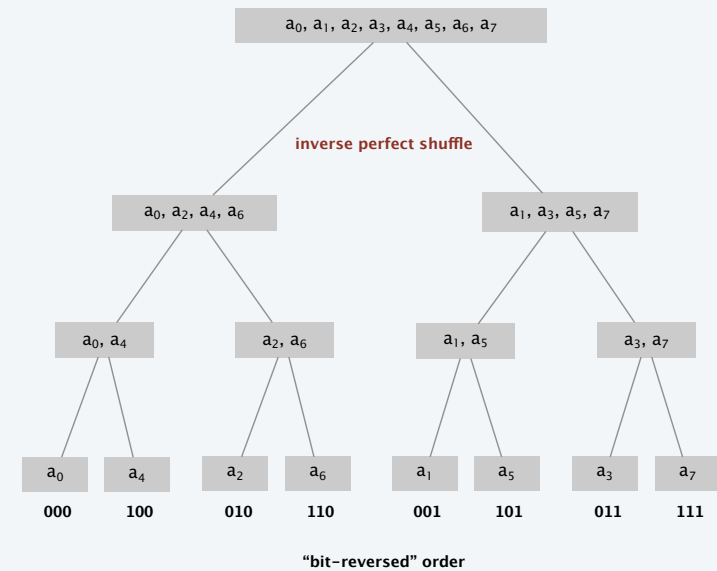 a₀, a₁, a₂, a₃, a₄, a₅, a₆, a₇
inverse perfect shuffle
a₀, a₂, a₄, a₆ a₁, a₃, a₅, a₇
a₀, a₄ a₂, a₆ a₁, a₅ a₃, a₇
a₀ a₄ a₂ a₆ a₁ a₅ a₃ a₇
000 100 010 110 001 101 011 111
“bit-reversed” order